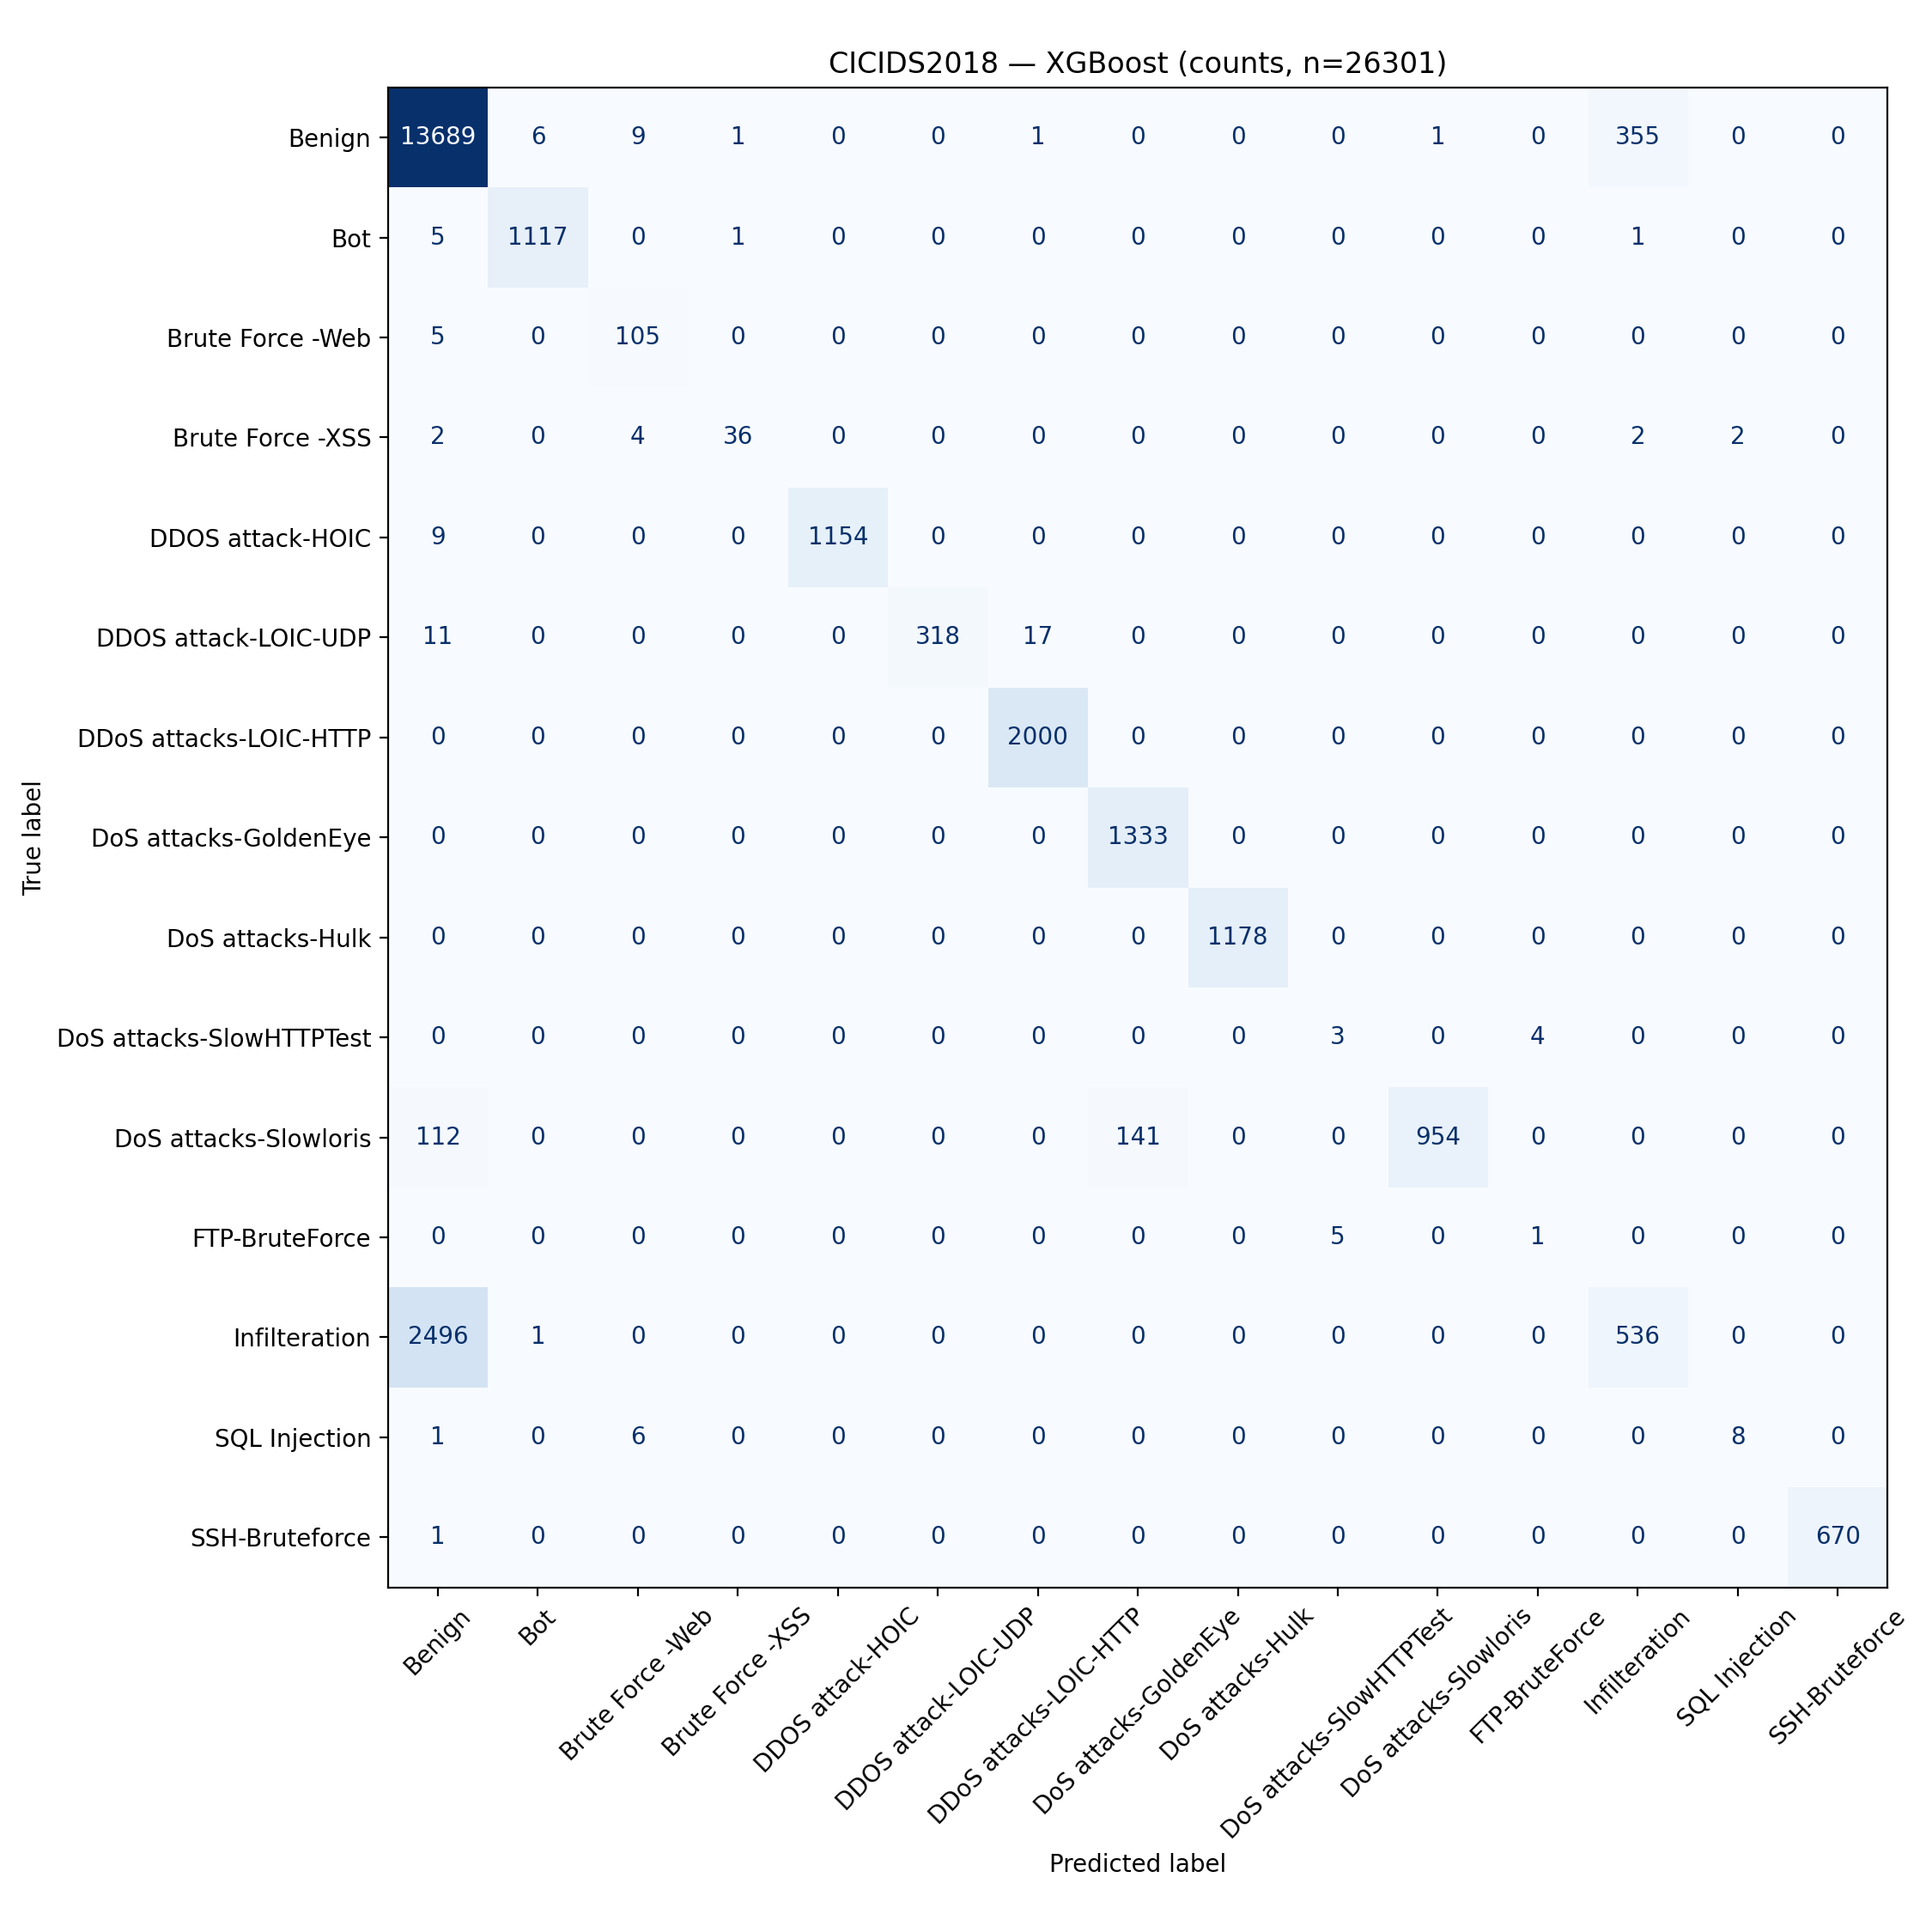 CICIDS2018 — XGBoost (counts, n=26301)
Benign 13689 6 9 1 0 0 1 0 0 0 1 0 355 0 0
Bot 5 1117 0 1 0 0 0 0 0 0 0 0 1 0 0
Brute Force -Web 5 0 105 0 0 0 0 0 0 0 0 0 0 0 0
Brute Force -XSS 2 0 4 36 0 0 0 0 0 0 0 0 2 2 0
DDOS attack-HOIC 9 0 0 0 1154 0 0 0 0 0 0 0 0 0 0
DDOS attack-LOIC-UDP 11 0 0 0 0 318 17 0 0 0 0 0 0 0 0
DDoS attacks-LOIC-HTTP 0 0 0 0 0 0 2000 0 0 0 0 0 0 0 0
DoS attacks-GoldenEye 0 0 0 0 0 0 0 1333 0 0 0 0 0 0 0
DoS attacks-Hulk 0 0 0 0 0 0 0 0 1178 0 0 0 0 0 0
DoS attacks-SlowHTTPTest 0 0 0 0 0 0 0 0 0 3 0 4 0 0 0
DoS attacks-Slowloris 112 0 0 0 0 0 0 141 0 0 954 0 0 0 0
FTP-BruteForce 0 0 0 0 0 0 0 0 0 5 0 1 0 0 0
Infilteration 2496 1 0 0 0 0 0 0 0 0 0 0 536 0 0
SQL Injection 1 0 6 0 0 0 0 0 0 0 0 0 0 8 0
SSH-Bruteforce 1 0 0 0 0 0 0 0 0 0 0 0 0 0 670
True label
Benign
Bot
Brute Force -Web
Brute Force -XSS
DDOS attack-HOIC
DDOS attack-LOIC-UDP
DDoS attacks-LOIC-HTTP
DoS attacks-GoldenEye
DoS attacks-Hulk
DoS attacks-SlowHTTPTest
DoS attacks-Slowloris
FTP-BruteForce
Infilteration
SQL Injection
SSH-Bruteforce
Predicted label